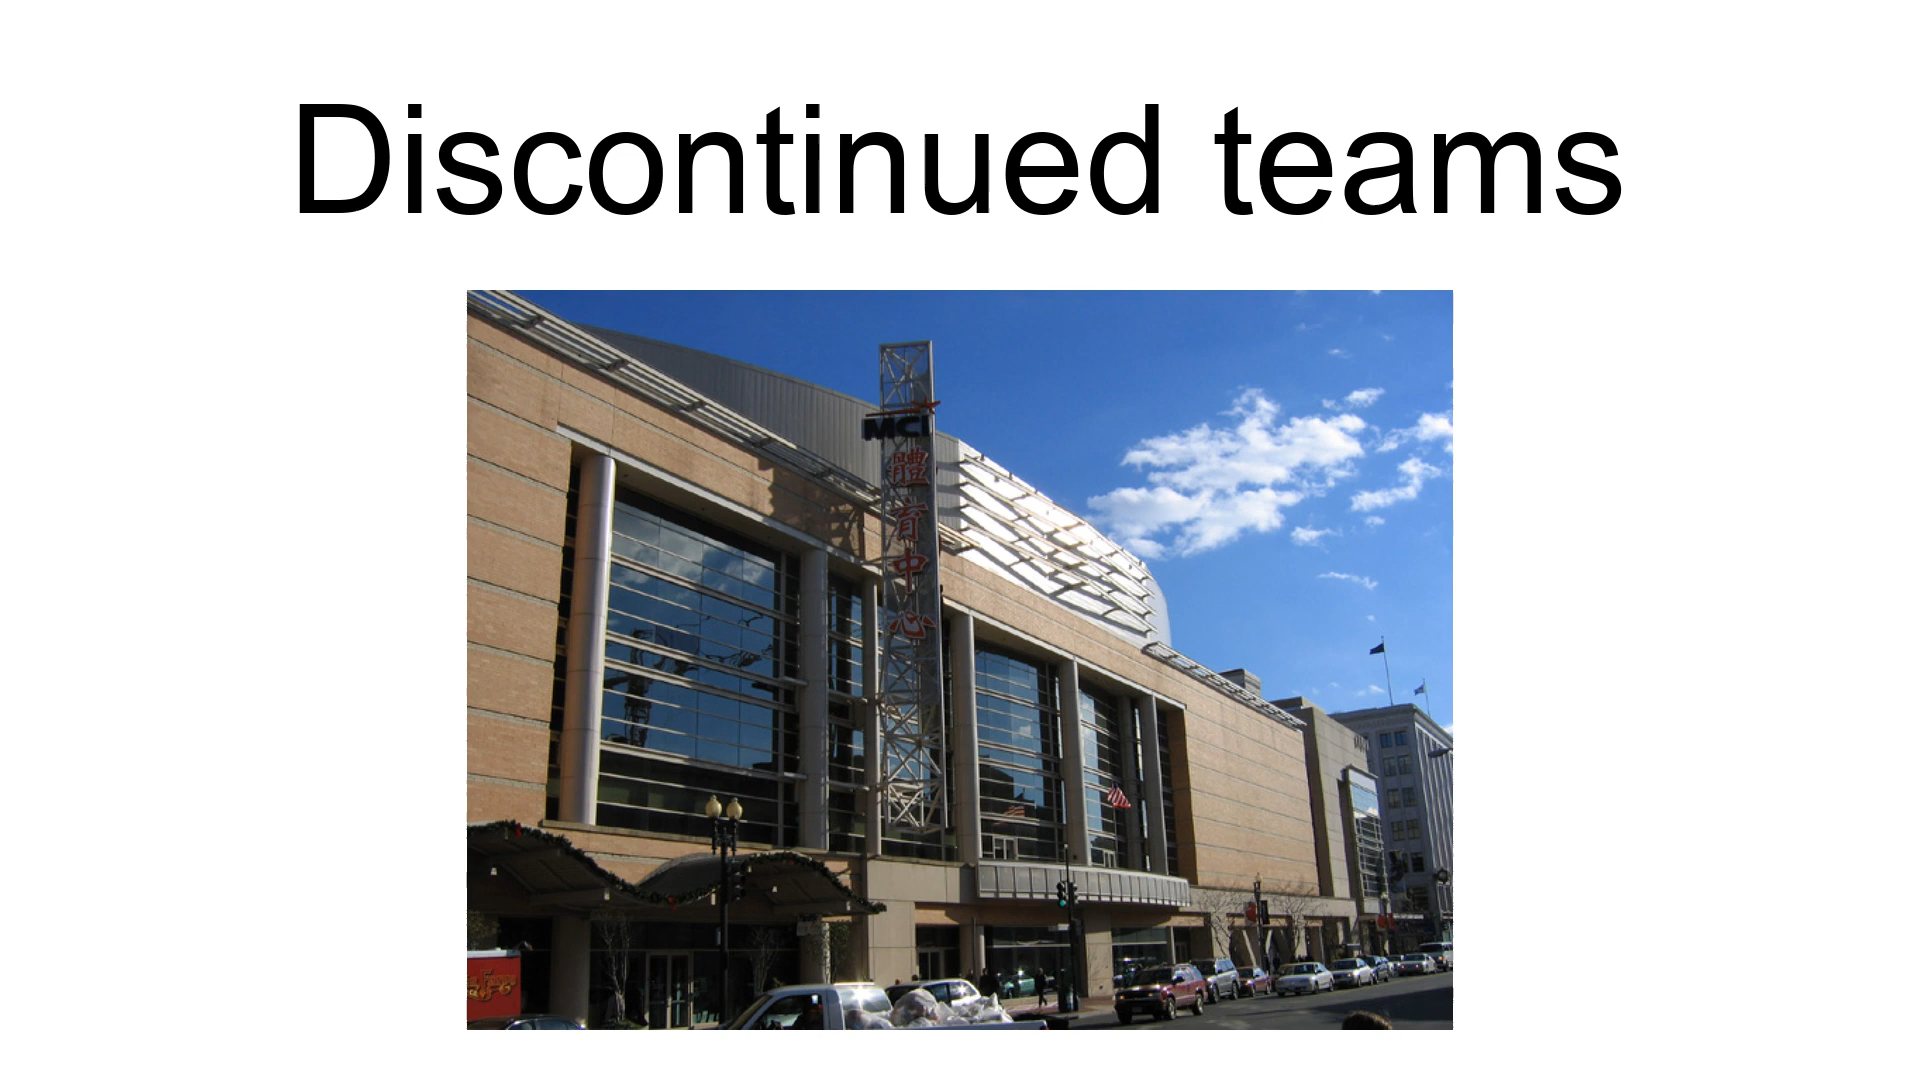 Discontinued teams
MCI
體
育
中
心